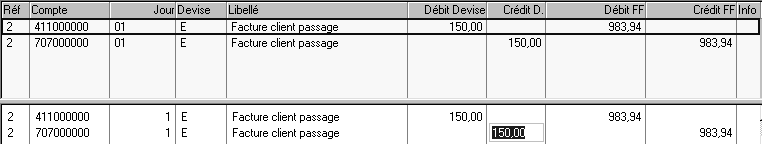 Réf Compte Jour Devise Libellé Débit Devise Crédit D. Débit FF Crédit FF Info
2 411000000 01 E Facture client passage 150,00 983,94
2 707000000 01 E Facture client passage 150,00 983,94
2 411000000 1 E Facture client passage 150,00 983,94
2 707000000 1 E Facture client passage 150,00 983,94